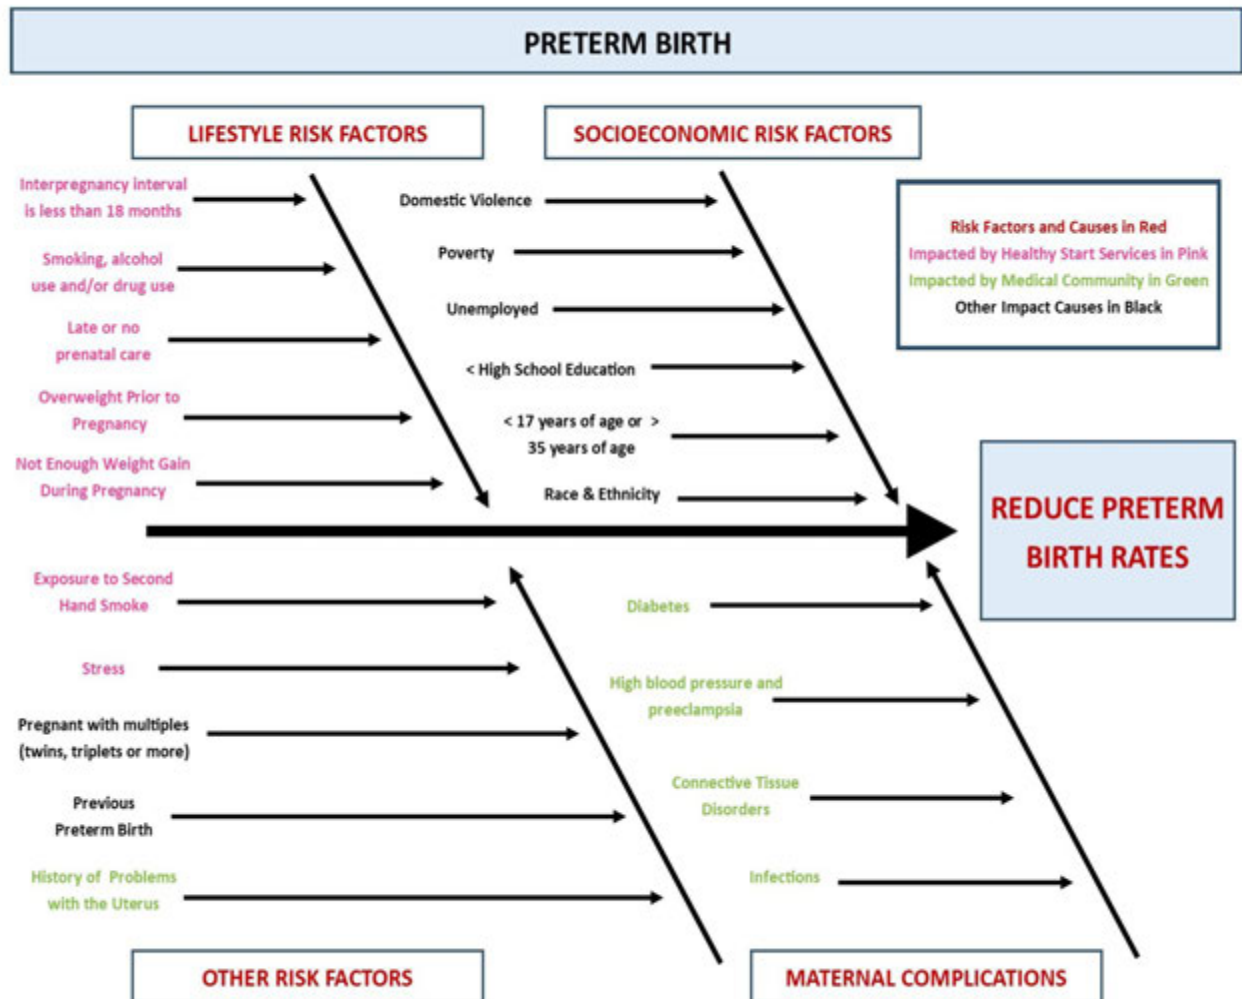 PRETERM BIRTH
LIFESTYLE RISK FACTORS
Interpregnancy interval
is less than 18 months
Smoking, alcohol
use and/or drug use
Late or no
prenatal care
Overweight Prior to
Pregnancy
Not Enough Weight Gain
During Pregnancy
SOCIOECONOMIC RISK FACTORS
Domestic Violence
Poverty
Unemployed
< High School Education
< 17 years of age or >
35 years of age
Race & Ethnicity
Risk Factors and Causes in Red
Impacted by Healthy Start Services in Pink
Impacted by Medical Community in Green
Other Impact Causes in Black
REDUCE PRETERM
BIRTH RATES
Exposure to Second
Hand Smoke
Stress
Pregnant with multiples
(twins, triplets or more)
Previous
Preterm Birth
History of Problems
with the Uterus
OTHER RISK FACTORS
Diabetes
High blood pressure and
preeclampsia
Connective Tissue
Disorders
Infections
MATERNAL COMPLICATIONS